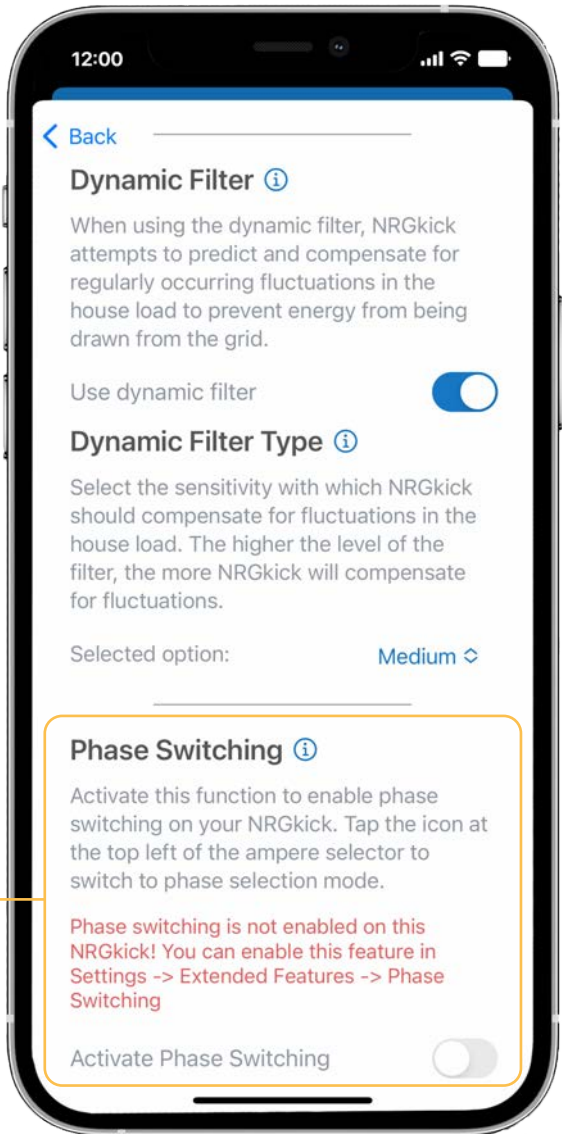 12:00
Back
Dynamic Filter
When using the dynamic filter, NRGkick
attempts to predict and compensate for
regularly occurring fluctuations in the
house load to prevent energy from being
drawn from the grid.
Use dynamic filter
Dynamic Filter Type
Select the sensitivity with which NRGkick
should compensate for fluctuations in the
house load. The higher the level of the
filter, the more NRGkick will compensate
for fluctuations.
Selected option: Medium
Phase Switching
Activate this function to enable phase
switching on your NRGkick. Tap the icon at
the top left of the ampere selector to
switch to phase selection mode.
Phase switching is not enabled on this
NRGkick! You can enable this feature in
Settings -> Extended Features -> Phase
Switching
Activate Phase Switching